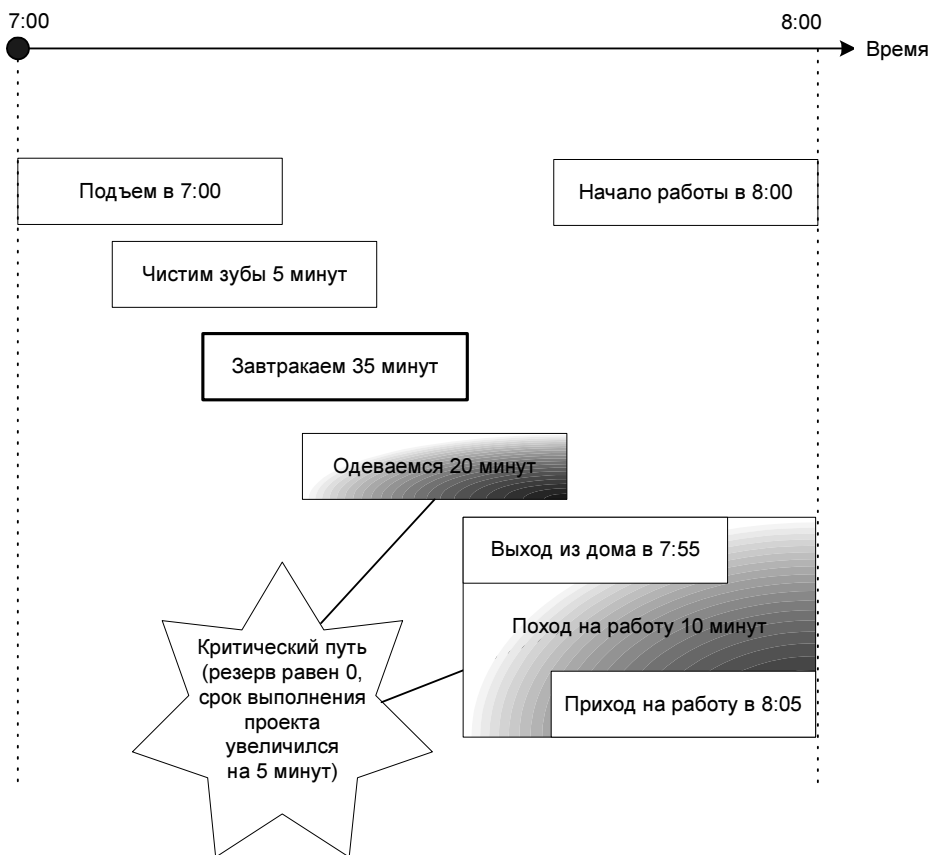 7:00
8:00
Время
Подъем в 7:00
Начало работы в 8:00
Чистим зубы 5 минут
Завтракаем 35 минут
Одеваемся 20 минут
Выход из дома в 7:55
Поход на работу 10 минут
Приход на работу в 8:05
Критический путь
(резерв равен 0,
срок выполнения
проекта
увеличился
на 5 минут)